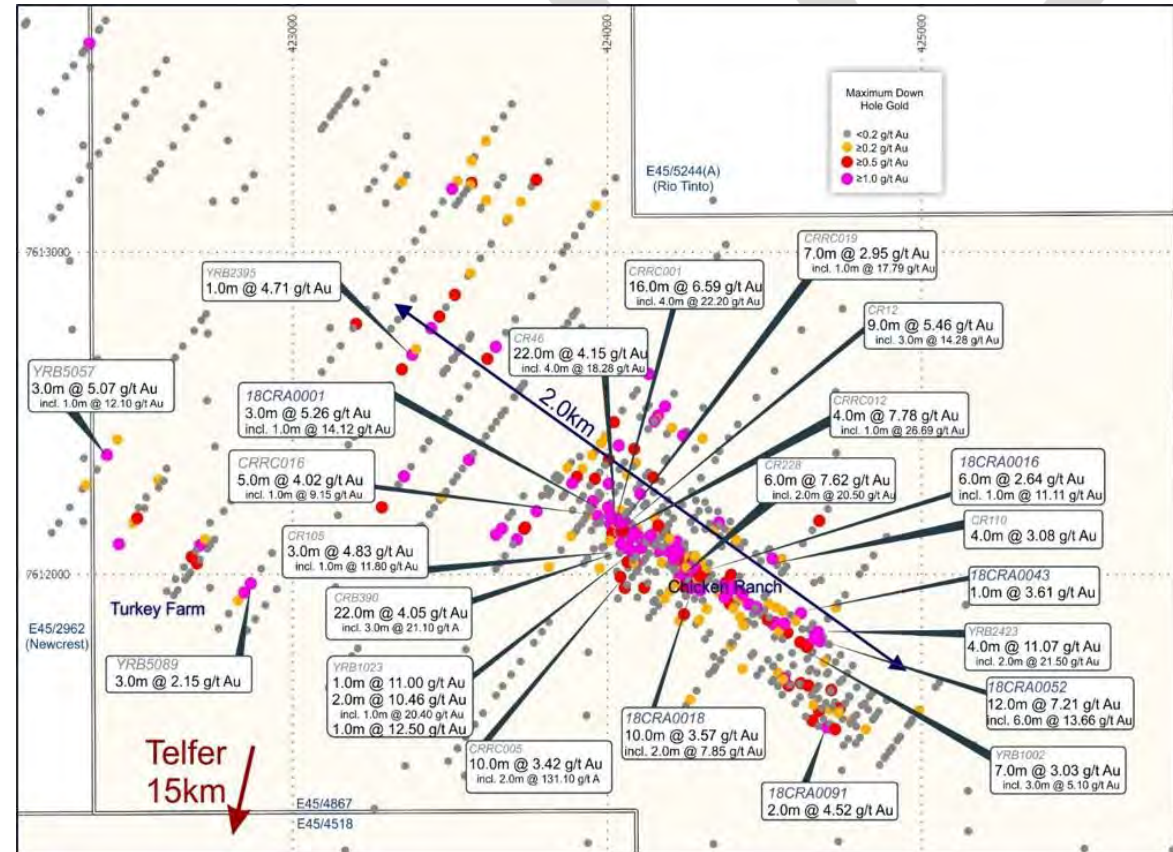 423000
424000
425000
Maximum Down
Hole Gold
<0.2 g/t Au
≥0.2 g/t Au
≥0.5 g/t Au
≥1.0 g/t Au
E45/5244(A)
(Rio Tinto)
7613000
CRRC019
7.0m @ 2.95 g/t Au
incl. 1.0m @ 17.79 g/t Au
YRB2395
1.0m @ 4.71 g/t Au
CRRC001
16.0m @ 6.59 g/t Au
incl. 4.0m @ 22.20 g/t Au
CR12
9.0m @ 5.46 g/t Au
incl. 3.0m @ 14.28 g/t Au
CR46
22.0m @ 4.15 g/t Au
incl. 4.0m @ 18.28 g/t Au
YRB5057
3.0m @ 5.07 g/t Au
incl. 1.0m @ 12.10 g/t Au
18CRA0001
3.0m @ 5.26 g/t Au
incl. 1.0m @ 14.12 g/t Au
2.0km
CRRC012
4.0m @ 7.78 g/t Au
incl. 1.0m @ 26.69 g/t Au
CRRC016
5.0m @ 4.02 g/t Au
incl. 1.0m @ 9.15 g/t Au
CR228
6.0m @ 7.62 g/t Au
incl. 2.0m @ 20.50 g/t Au
18CRA0016
6.0m @ 2.64 g/t Au
incl. 1.0m @ 11.11 g/t Au
CR110
4.0m @ 3.08 g/t Au
CR105
3.0m @ 4.83 g/t Au
incl. 1.0m @ 11.80 g/t Au
7612000
Chicken Ranch
18CRA0043
1.0m @ 3.61 g/t Au
Turkey Farm
CRB390
22.0m @ 4.05 g/t Au
incl. 3.0m @ 21.10 g/t A
E45/2962
(Newcrest)
YRB2423
4.0m @ 11.07 g/t Au
incl. 2.0m @ 21.50 g/t Au
YRB5089
3.0m @ 2.15 g/t Au
YRB1023
1.0m @ 11.00 g/t Au
2.0m @ 10.46 g/t Au
incl. 1.0m @ 20.40 g/t Au
1.0m @ 12.50 g/t Au
18CRA0052
12.0m @ 7.21 g/t Au
incl. 6.0m @ 13.66 g/t Au
18CRA0018
10.0m @ 3.57 g/t Au
incl. 2.0m @ 7.85 g/t Au
Telfer
15km
CRRC005
10.0m @ 3.42 g/t Au
incl. 2.0m @ 131.10 g/t A
YRB1002
7.0m @ 3.03 g/t Au
incl. 3.0m @ 5.10 g/t Au
18CRA0091
2.0m @ 4.52 g/t Au
E45/4867
E45/4518